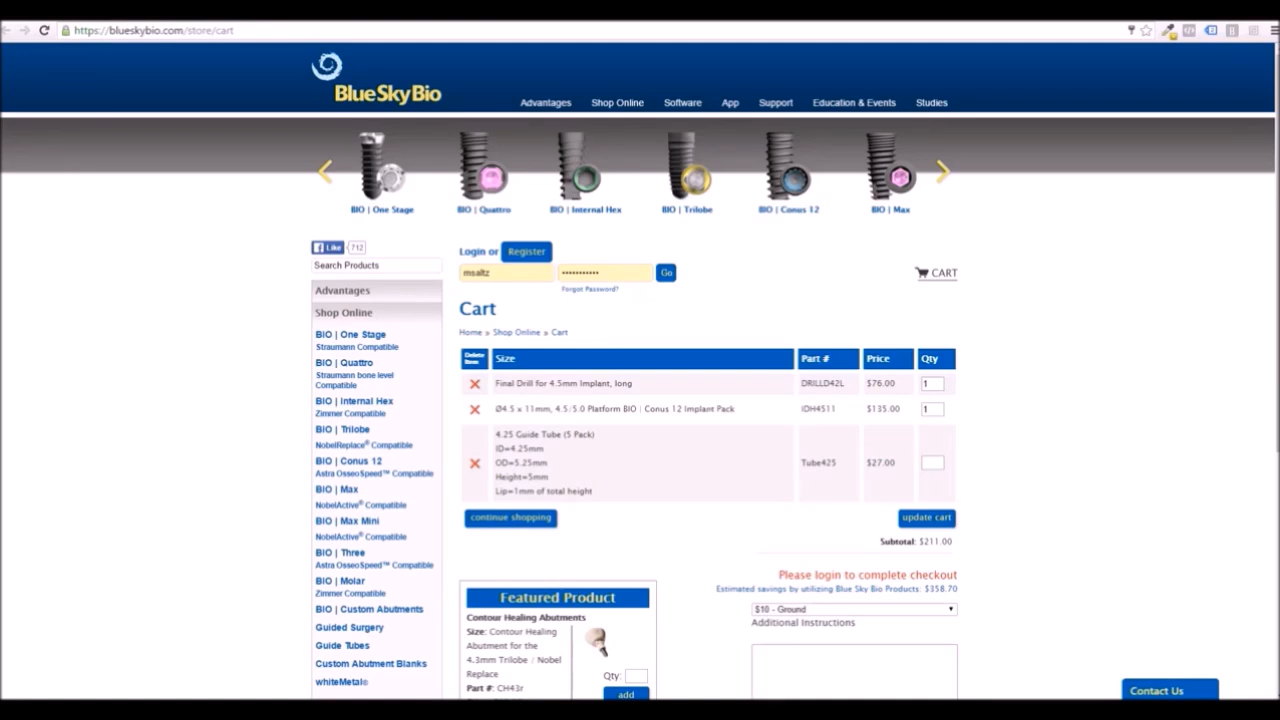 https://blueskybio.com/store/cart
BlueSkyBio
Advantages Shop Online Software App Support Education & Events Studies
BIO | One Stage BIO | Quattro BIO | Internal Hex BIO | Trilobe BIO | Conus 12 BIO | Max
Like 712
Search Products
Advantages
Shop Online
BIO | One Stage
Straumann Compatible
BIO | Quattro
Straumann bone level
Compatible
BIO | Internal Hex
Zimmer Compatible
BIO | Trilobe
NobelReplace® Compatible
BIO | Conus 12
Astra OsseoSpeed™ Compatible
BIO | Max
NobelActive® Compatible
BIO | Max Mini
NobelActive® Compatible
BIO | Three
Astra OsseoSpeed™ Compatible
BIO | Molar
Zimmer Compatible
BIO | Custom Abutments
Guided Surgery
Guide Tubes
Custom Abutment Blanks
whiteMetal®
Login or Register
msaltz ••••••••••• Go
Forgot Password?
CART
Cart
Home » Shop Online » Cart
Delete Item Size Part # Price Qty
Final Drill for 4.5mm Implant, long DRILLD42L $76.00 1
Ø4.5 x 11mm, 4.5/5.0 Platform BIO | Conus 12 Implant Pack IDH4511 $135.00 1
4.25 Guide Tube (5 Pack)
ID=4.25mm
OD=5.25mm Tube425 $27.00
Height=5mm
Lip=1mm of total height
continue shopping update cart
Subtotal: $211.00
Please login to complete checkout
Estimated savings by utilizing Blue Sky Bio Products: $358.70
$10 - Ground
Additional Instructions
Featured Product
Contour Healing Abutments
Size: Contour Healing
Abutment for the
4.3mm Trilobe / Nobel
Replace
Part #: CH43r
Qty:
add
Contact Us